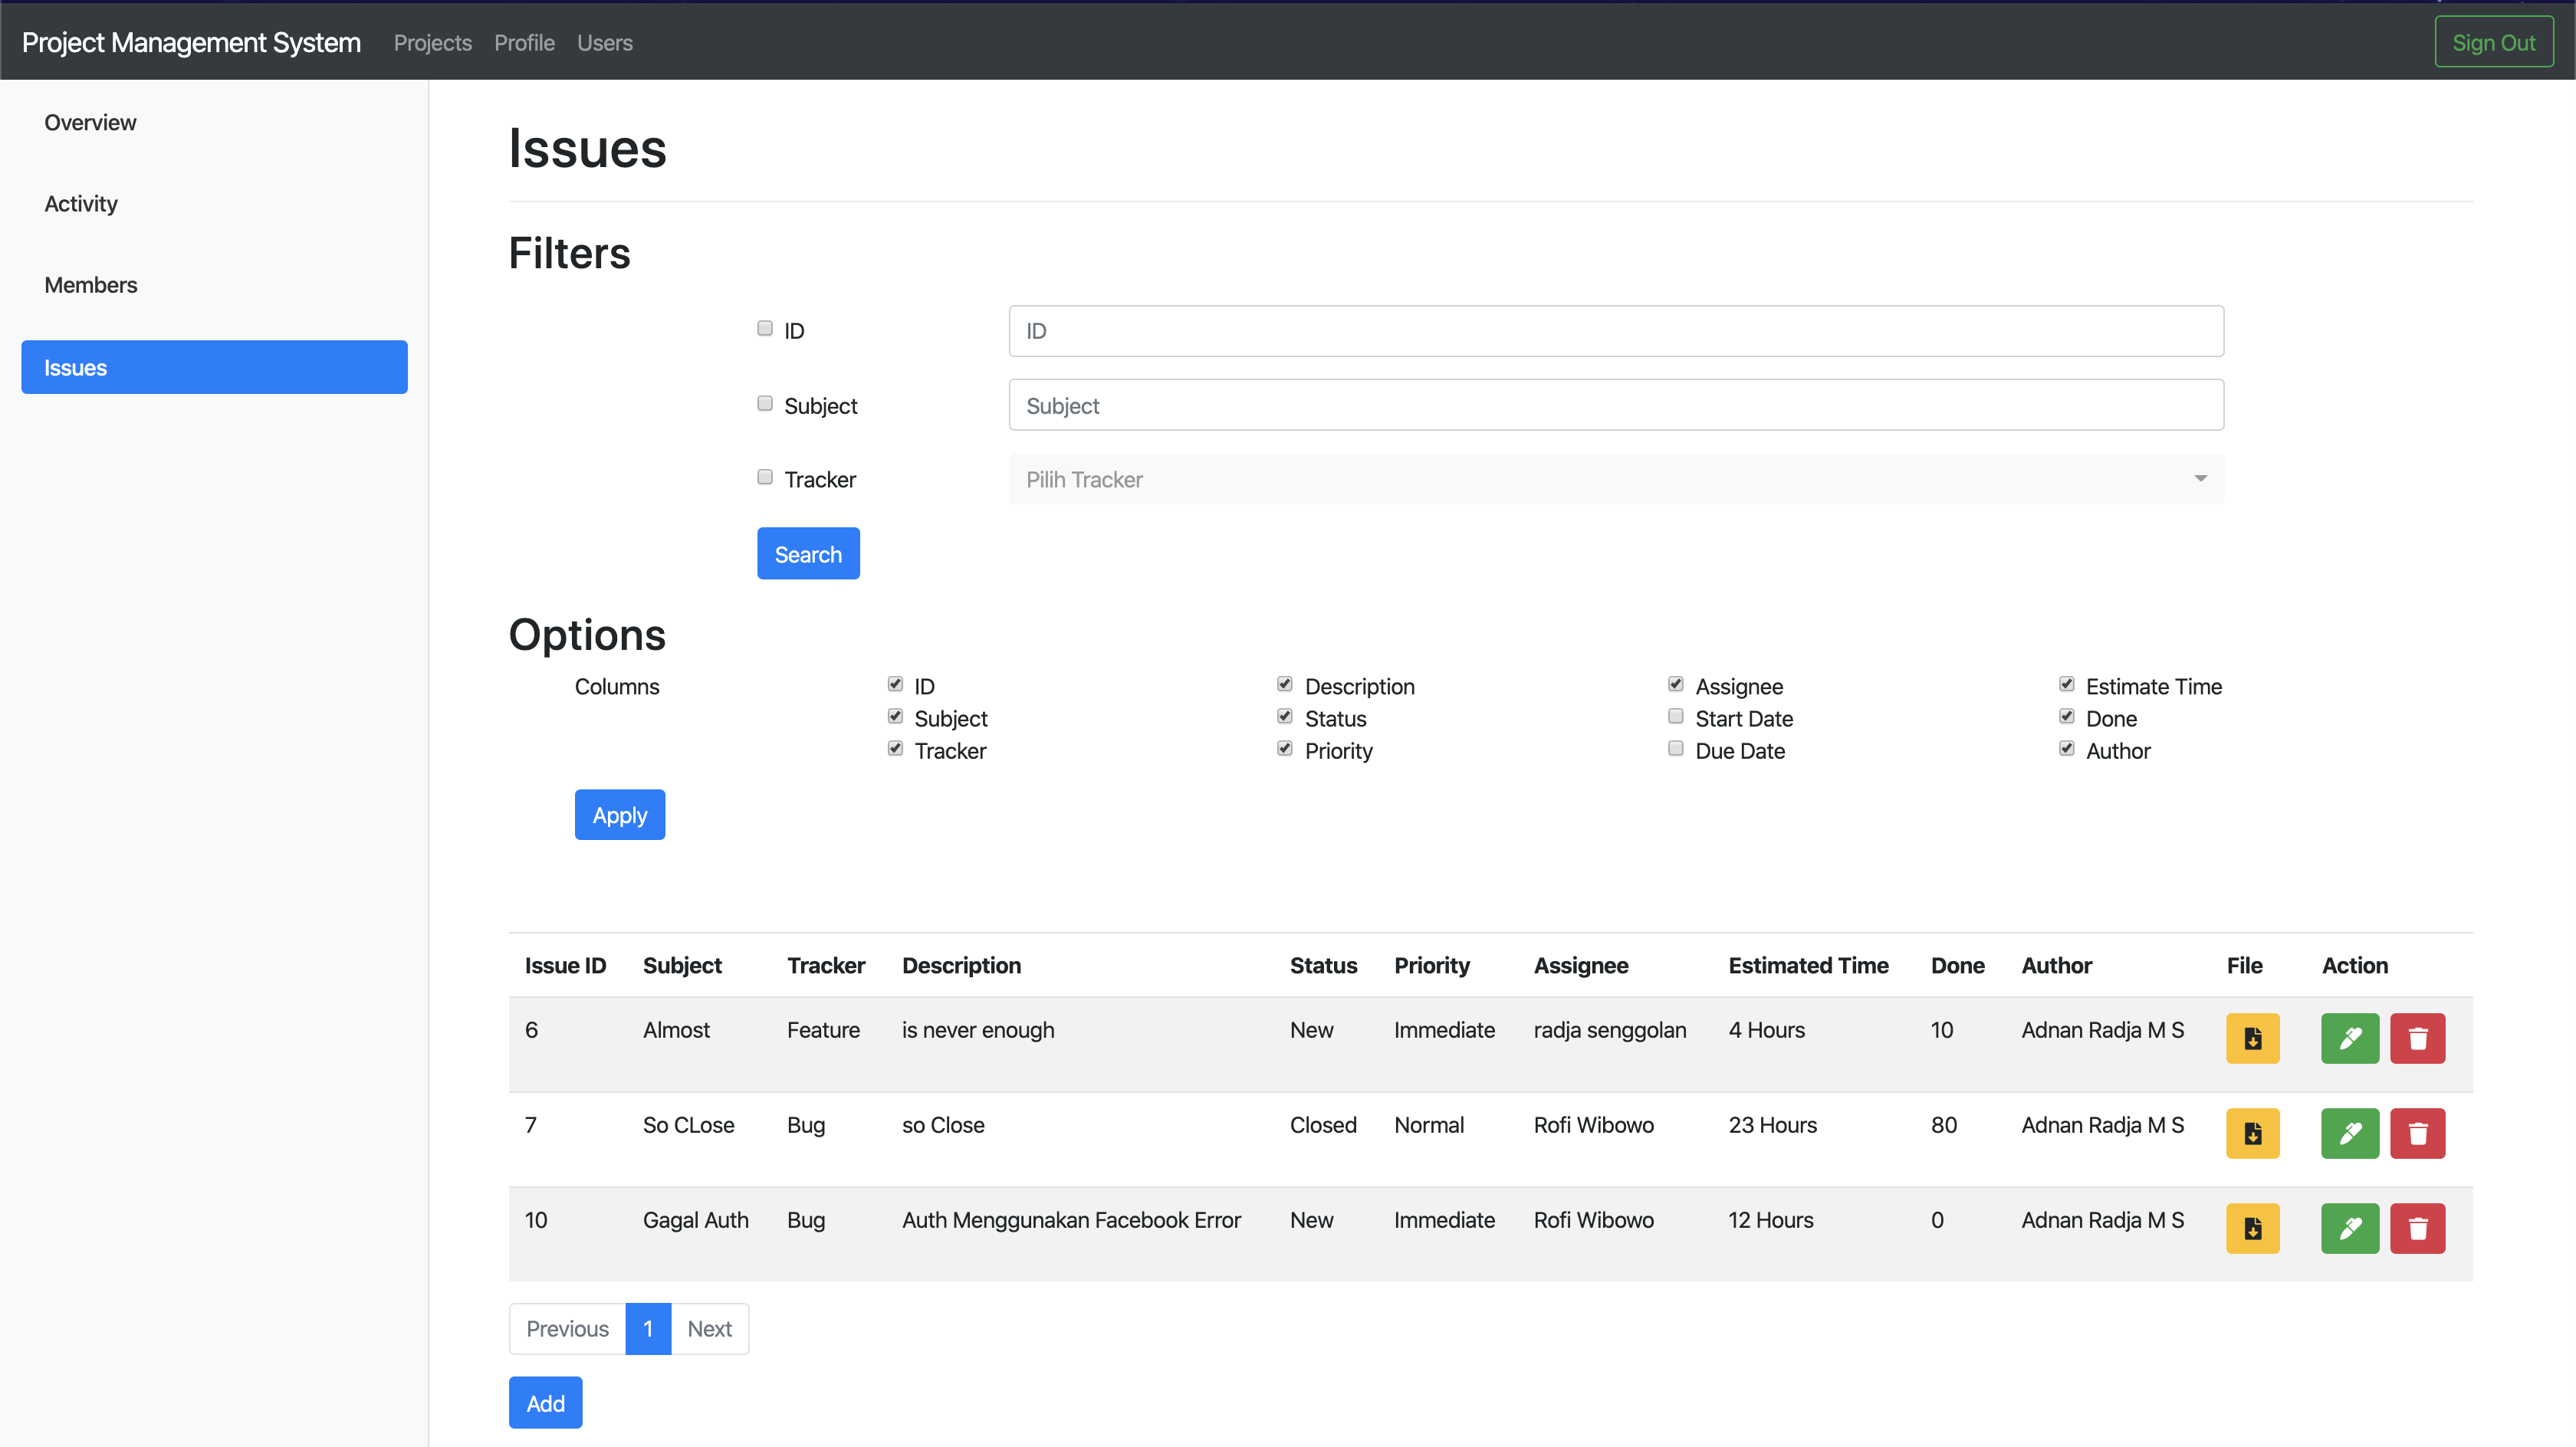 Project Management System Projects Profile Users Sign Out
Overview
Activity
Members
Issues
Issues
Filters
ID ID
Subject Subject
Tracker Pilih Tracker
Search
Options
Columns ID Description Assignee Estimate Time
Subject Status Start Date Done
Tracker Priority Due Date Author
Apply
Issue ID Subject Tracker Description Status Priority Assignee Estimated Time Done Author File Action
6 Almost Feature is never enough New Immediate radja senggolan 4 Hours 10 Adnan Radja M S
7 So CLose Bug so Close Closed Normal Rofi Wibowo 23 Hours 80 Adnan Radja M S
10 Gagal Auth Bug Auth Menggunakan Facebook Error New Immediate Rofi Wibowo 12 Hours 0 Adnan Radja M S
Previous 1 Next
Add